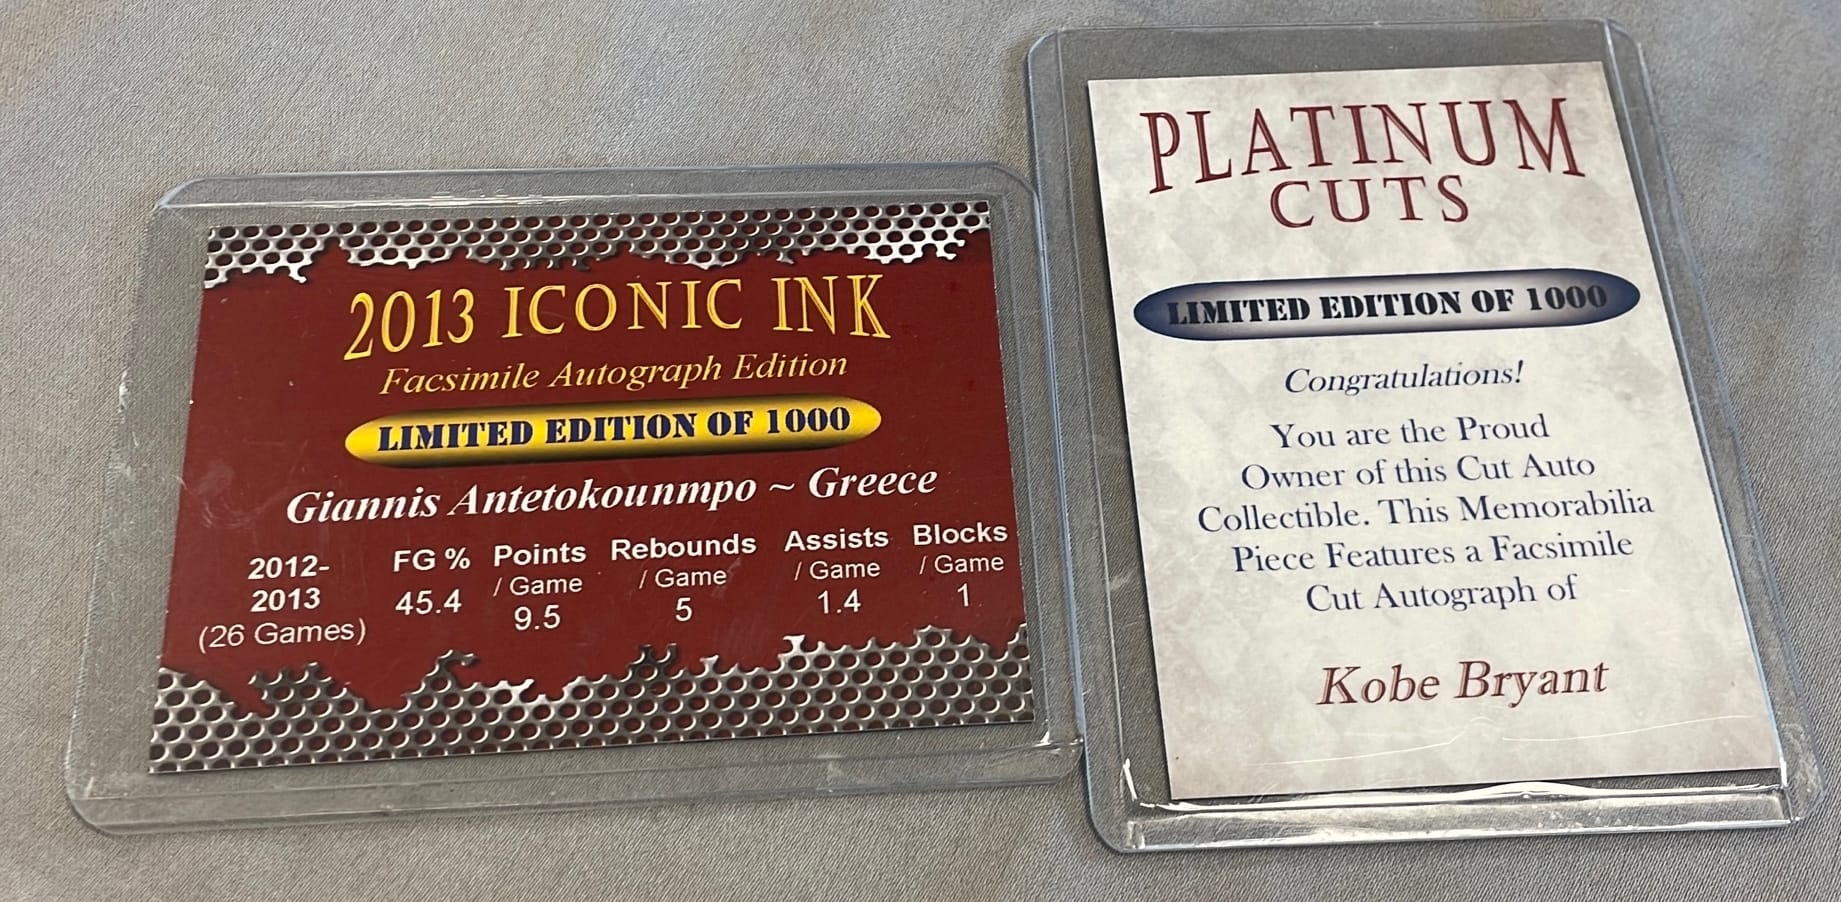 2013 ICONIC INK
Facsimile Autograph Edition
LIMITED EDITION OF 1000
Giannis Antetokounmpo ~ Greece
2012-
2013
(26 Games)
FG %
45.4
Points
/ Game
9.5
Rebounds
/ Game
5
Assists
/ Game
1.4
Blocks
/ Game
1
PLATINUM
CUTS
LIMITED EDITION OF 1000
Congratulations!
You are the Proud
Owner of this Cut Auto
Collectible. This Memorabilia
Piece Features a Facsimile
Cut Autograph of
Kobe Bryant